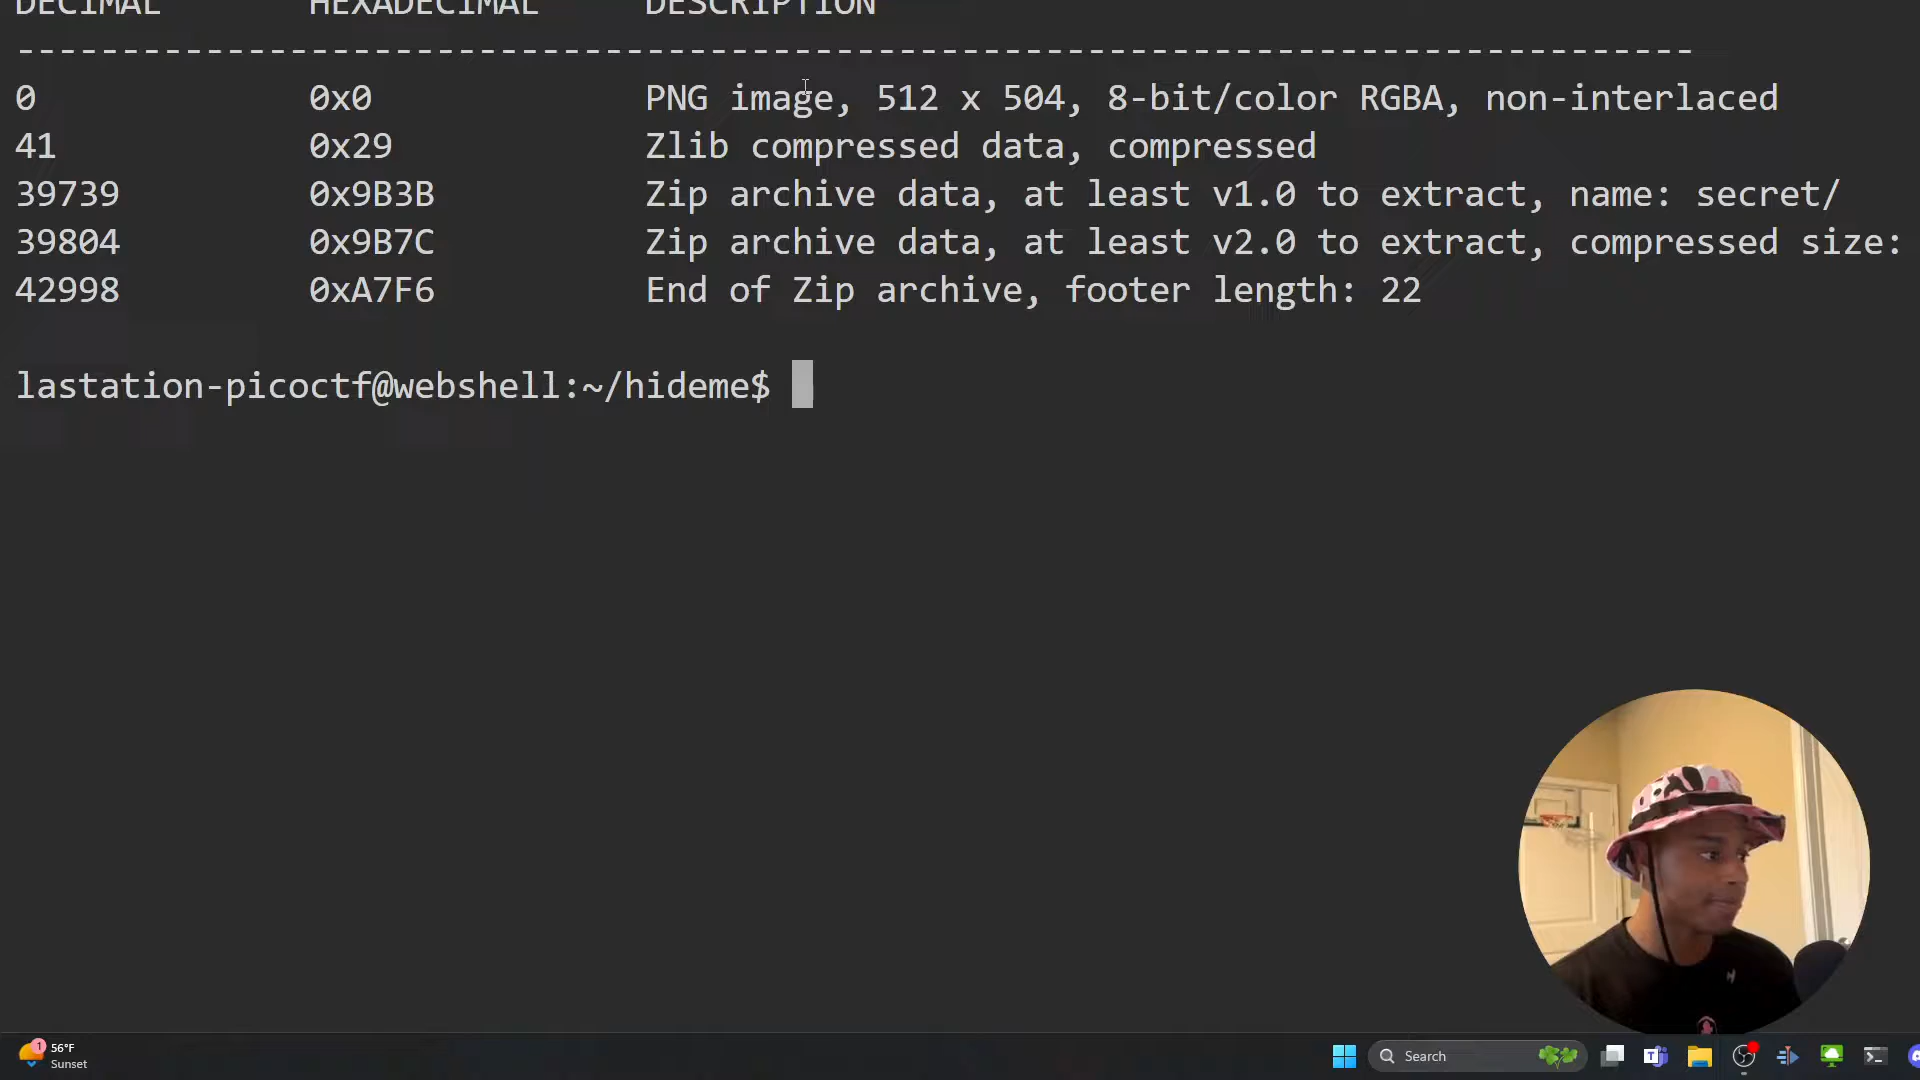 DECIMAL HEXADECIMAL DESCRIPTION
--------------------------------------------------------------------------------
0 0x0 PNG image, 512 x 504, 8-bit/color RGBA, non-interlaced
41 0x29 Zlib compressed data, compressed
39739 0x9B3B Zip archive data, at least v1.0 to extract, name: secret/
39804 0x9B7C Zip archive data, at least v2.0 to extract, compressed size:
42998 0xA7F6 End of Zip archive, footer length: 22
lastation-picoctf@webshell:~/hideme$
1
56°F
Sunset
Search